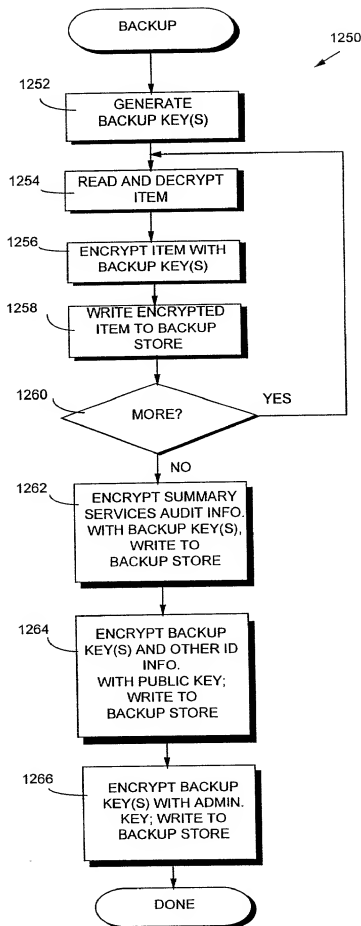 BACKUP
1250
1252
GENERATE
BACKUP KEY(S)
1254
READ AND DECRYPT
ITEM
1256
ENCRYPT ITEM WITH
BACKUP KEY(S)
1258
WRITE ENCRYPTED
ITEM TO BACKUP
STORE
1260
MORE?
YES
NO
1262
ENCRYPT SUMMARY
SERVICES AUDIT INFO.
WITH BACKUP KEY(S),
WRITE TO
BACKUP STORE
1264
ENCRYPT BACKUP
KEY(S) AND OTHER ID
INFO.
WITH PUBLIC KEY;
WRITE TO
BACKUP STORE
1266
ENCRYPT BACKUP
KEY(S) WITH ADMIN.
KEY; WRITE TO
BACKUP STORE
DONE